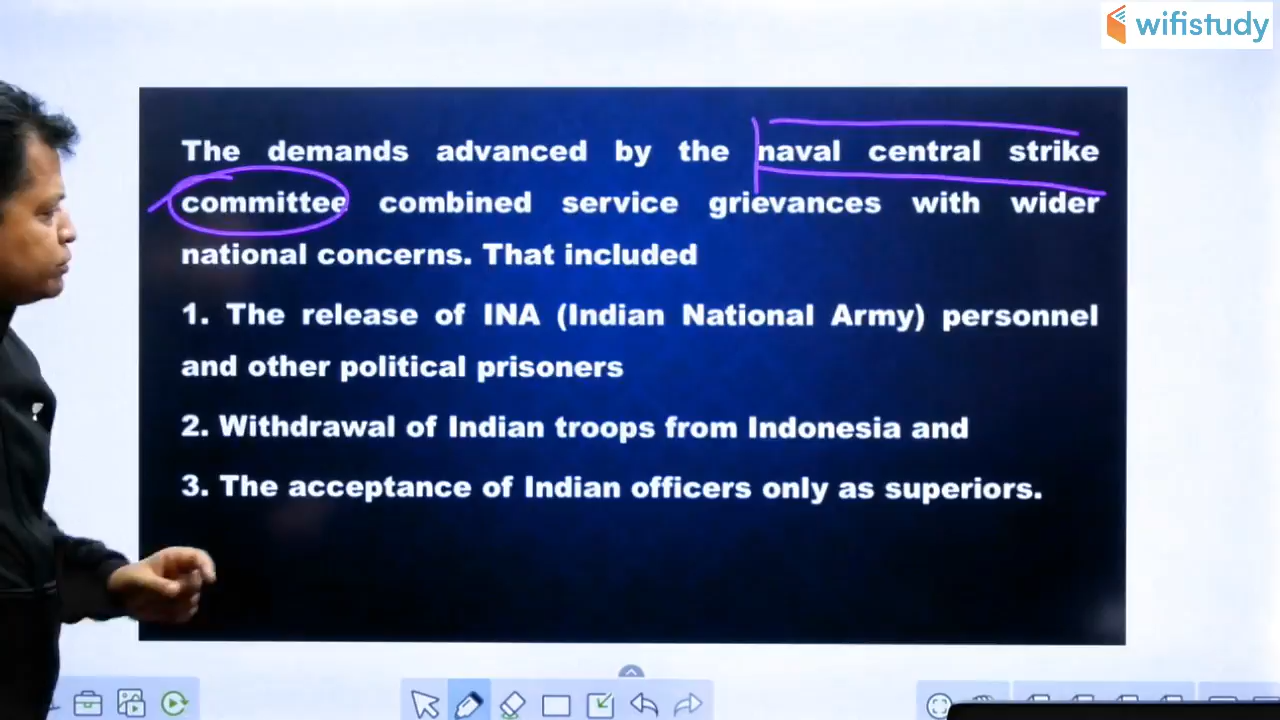 wifistudy
The demands advanced by the naval central strike
committee combined service grievances with wider
national concerns. That included
1. The release of INA (Indian National Army) personnel
and other political prisoners
2. Withdrawal of Indian troops from Indonesia and
3. The acceptance of Indian officers only as superiors.